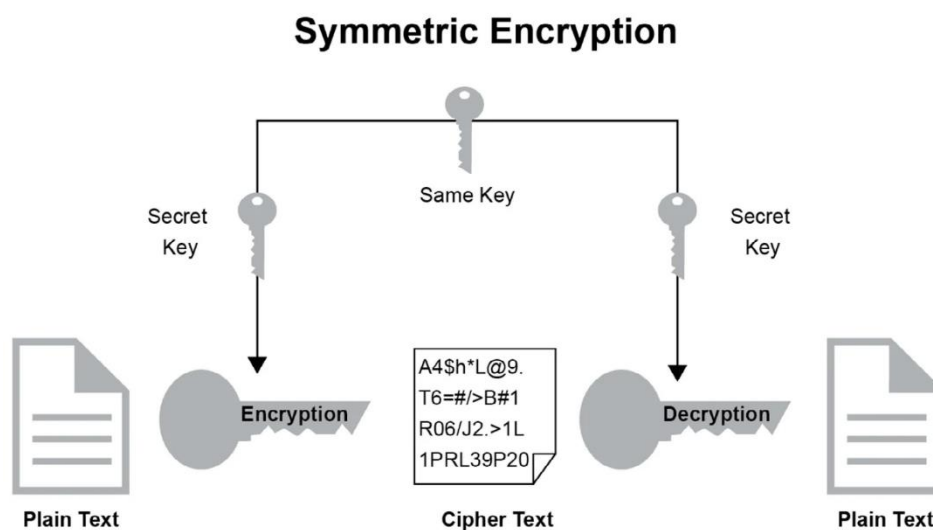 Symmetric Encryption
Same Key
Secret
Key
Secret
Key
Encryption
A4$h*L@9.
T6=#/>B#1
R06/J2.>1L
1PRL39P20
Decryption
Plain Text
Cipher Text
Plain Text